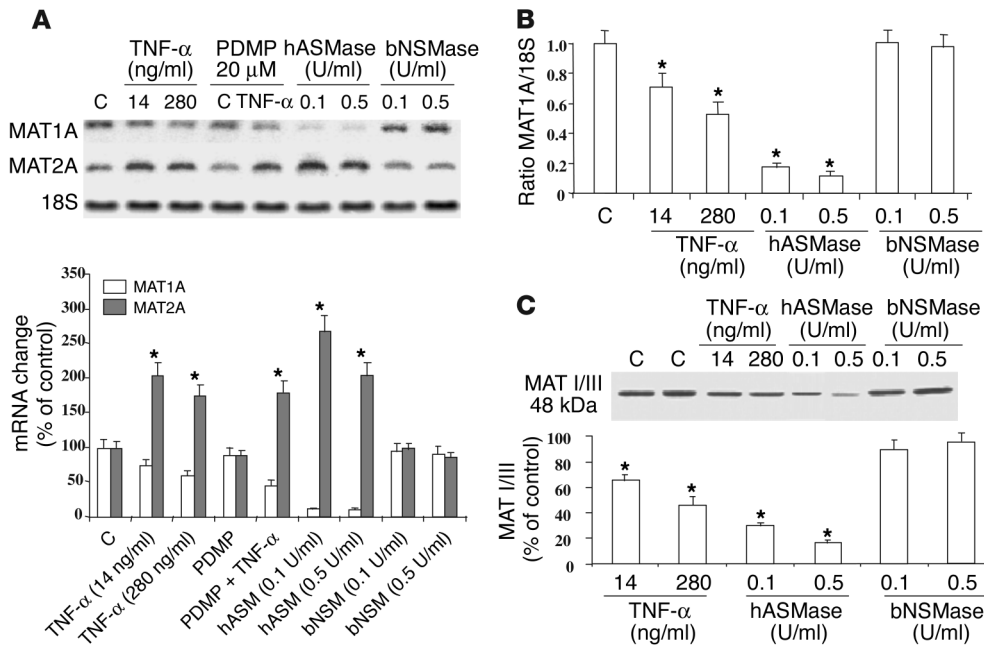 A
TNF-α (ng/ml) PDMP 20 µM hASMase (U/ml) bNSMase (U/ml)
C 14 280 C TNF-α 0.1 0.5 0.1 0.5
MAT1A
MAT2A
18S
mRNA change (% of control)
350
300
250
200
150
100
50
0
MAT1A
MAT2A
* * * * *
C
TNF-α (14 ng/ml)
TNF-α (280 ng/ml)
PDMP
PDMP + TNF-α
hASM (0.1 U/ml)
hASM (0.5 U/ml)
bNSM (0.1 U/ml)
bNSM (0.5 U/ml)
B
Ratio MAT1A/18S
1.0
0.8
0.6
0.4
0.2
0.0
* * * *
C 14 280 0.1 0.5 0.1 0.5
TNF-α (ng/ml) hASMase (U/ml) bNSMase (U/ml)
C
TNF-α (ng/ml) hASMase (U/ml) bNSMase (U/ml)
C C 14 280 0.1 0.5 0.1 0.5
MAT I/III
48 kDa
MAT I/III (% of control)
100
80
60
40
20
0
* * * *
14 280 0.1 0.5 0.1 0.5
TNF-α (ng/ml) hASMase (U/ml) bNSMase (U/ml)